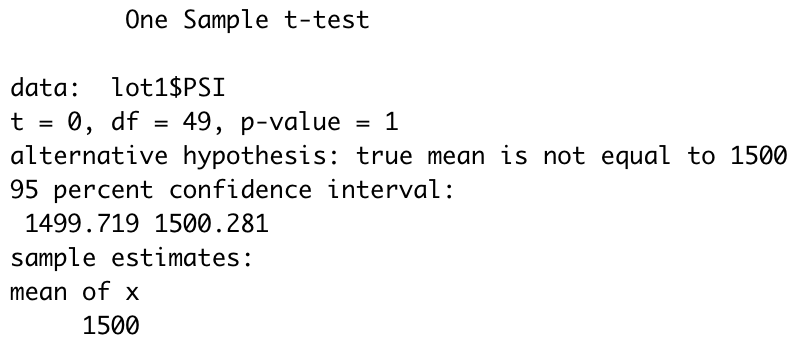 One Sample t-test
data:  lot1$PSI
t = 0, df = 49, p-value = 1
alternative hypothesis: true mean is not equal to 1500
95 percent confidence interval:
1499.719 1500.281
sample estimates:
mean of x
1500